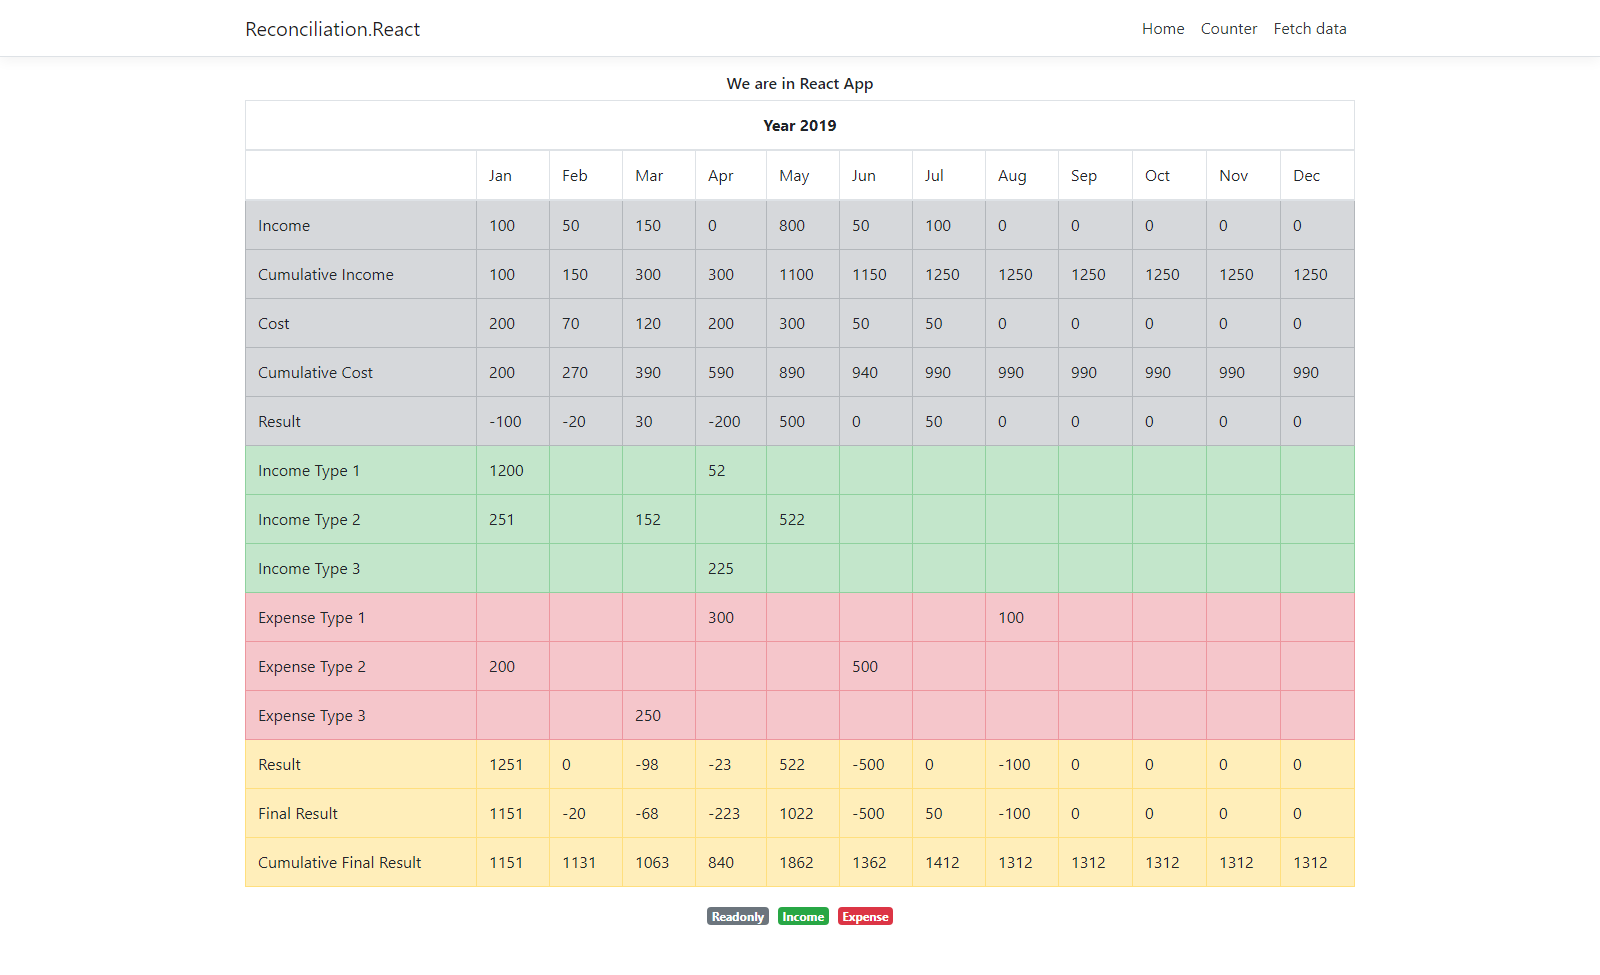 Reconciliation.React Home Counter Fetch data
We are in React App
Year 2019
Jan Feb Mar Apr May Jun Jul Aug Sep Oct Nov Dec
Income 100 50 150 0 800 50 100 0 0 0 0 0
Cumulative Income 100 150 300 300 1100 1150 1250 1250 1250 1250 1250 1250
Cost 200 70 120 200 300 50 50 0 0 0 0 0
Cumulative Cost 200 270 390 590 890 940 990 990 990 990 990 990
Result -100 -20 30 -200 500 0 50 0 0 0 0 0
Income Type 1 1200 52
Income Type 2 251 152 522
Income Type 3 225
Expense Type 1 300 100
Expense Type 2 200 500
Expense Type 3 250
Result 1251 0 -98 -23 522 -500 0 -100 0 0 0 0
Final Result 1151 -20 -68 -223 1022 -500 50 -100 0 0 0 0
Cumulative Final Result 1151 1131 1063 840 1862 1362 1412 1312 1312 1312 1312 1312
Readonly Income Expense